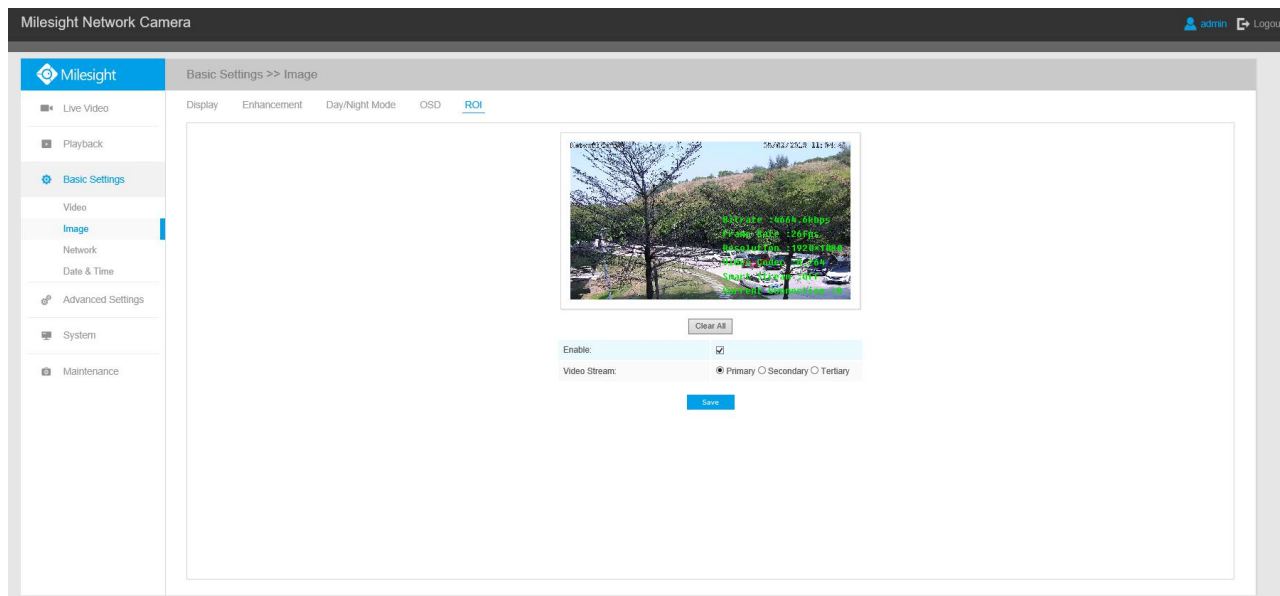 Milesight Network Camera
admin Logou
Milesight
Basic Settings >> Image
Live Video
Playback
Basic Settings
Video
Image
Network
Date & Time
Advanced Settings
System
Maintenance
Display Enhancement Day/Night Mode OSD ROI
Bitrate :4664.6kbps
Frame Rate :26fps
Resolution :1920×1080
Clear All
Enable:
Video Stream: Primary Secondary Tertiary
Save